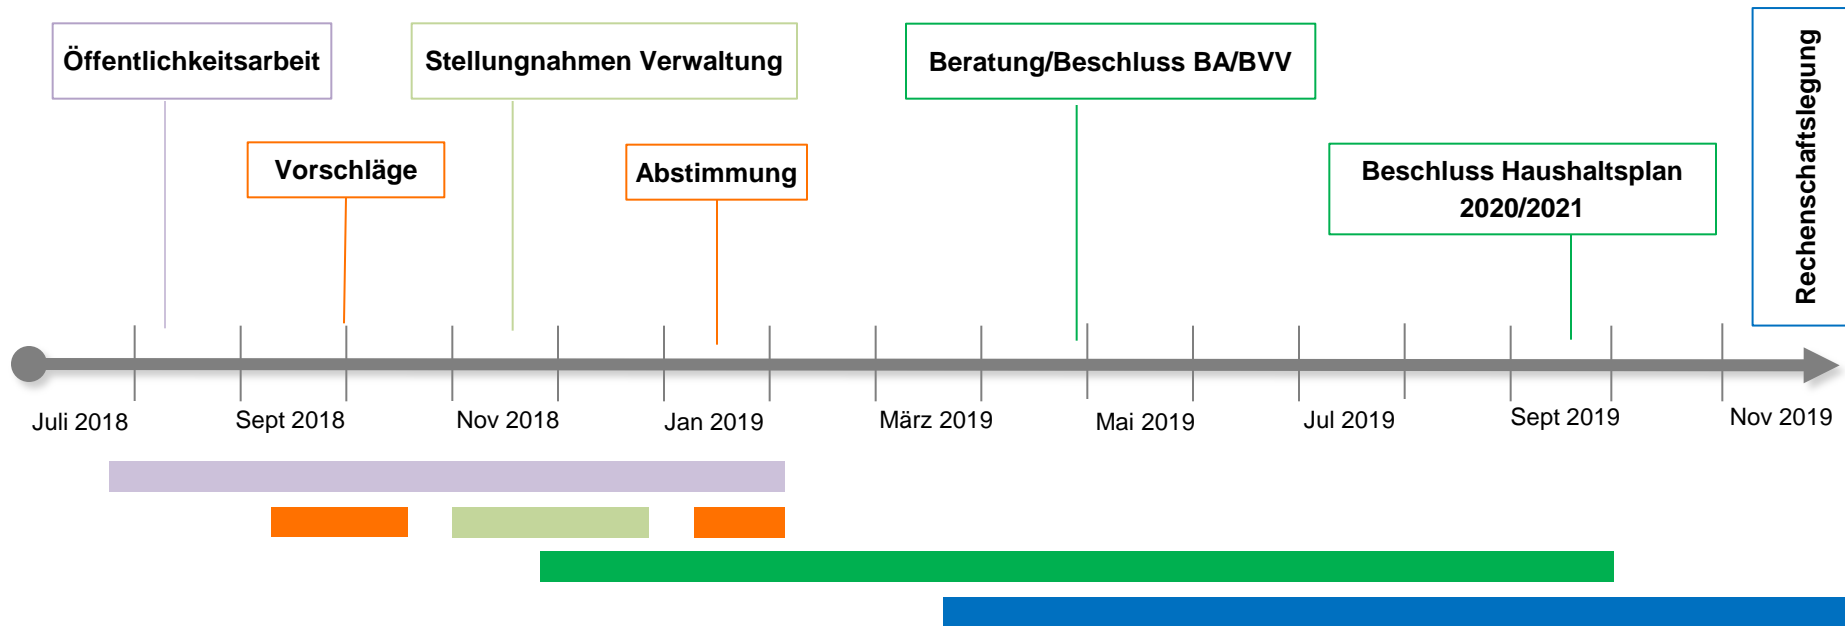 Öffentlichkeitsarbeit
Stellungnahmen Verwaltung
Beratung/Beschluss BA/BVV
Rechenschaftslegung
Vorschläge
Abstimmung
Beschluss Haushaltsplan
2020/2021
Juli 2018
Sept 2018
Nov 2018
Jan 2019
März 2019
Mai 2019
Jul 2019
Sept 2019
Nov 2019